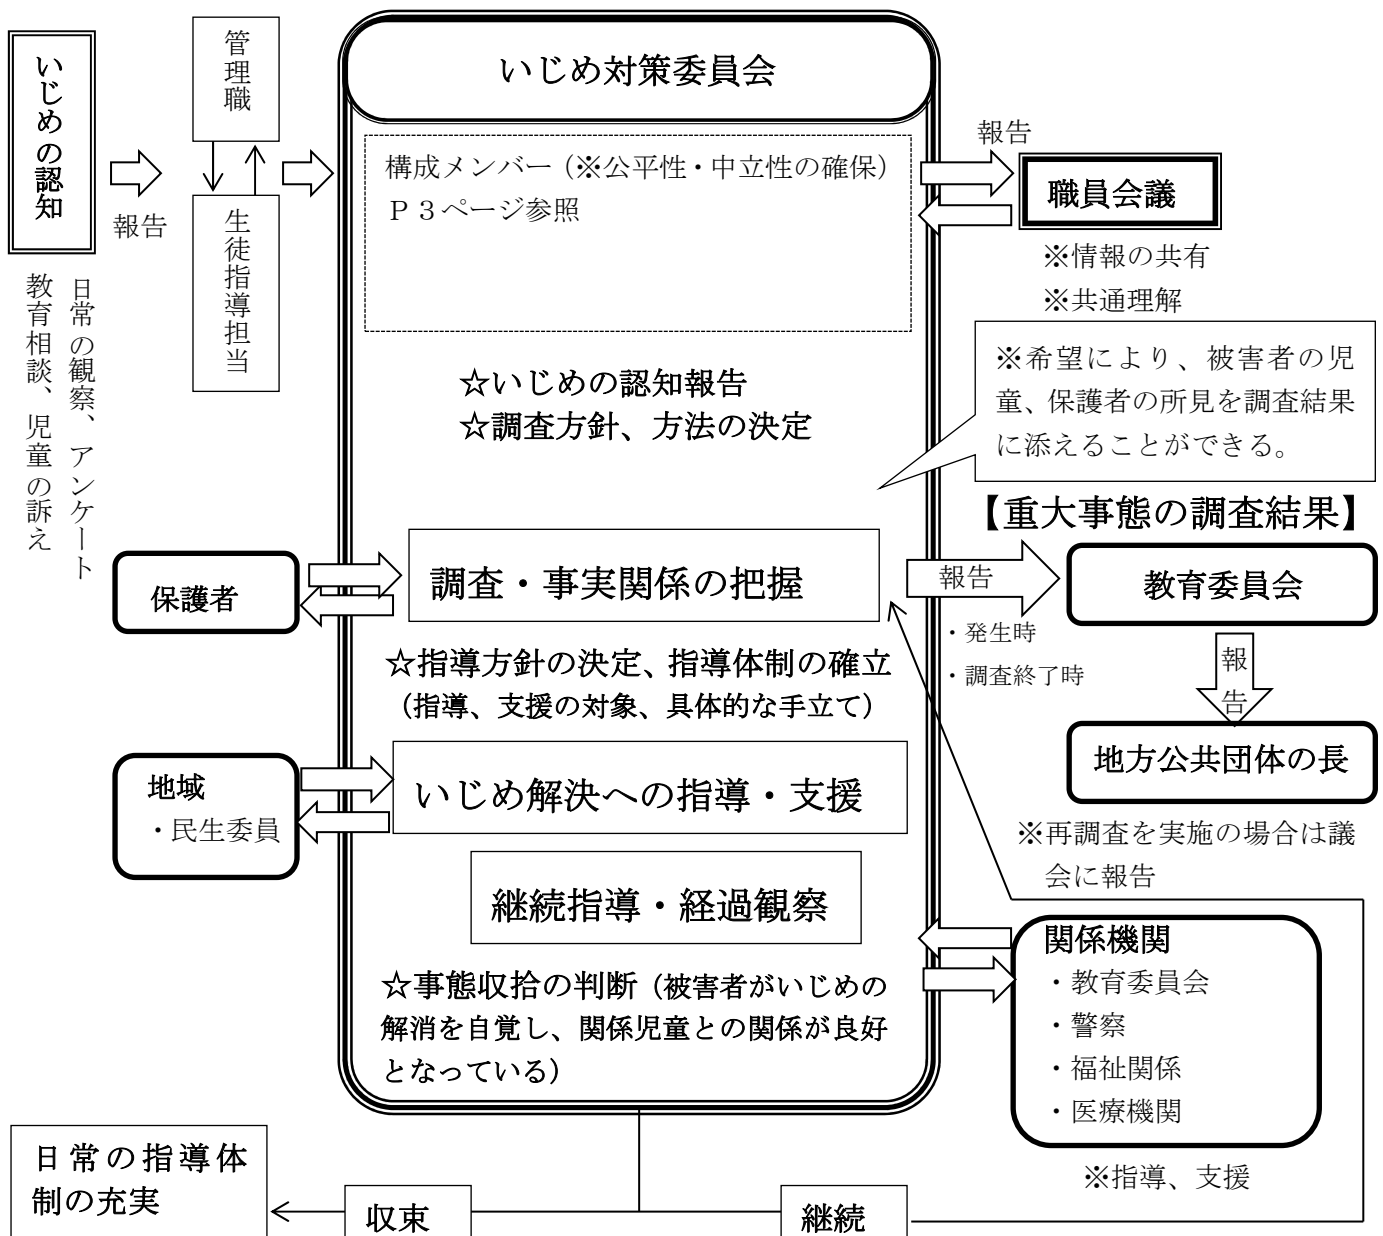 いじめの認知
報告
日常の観察、アンケート
教育相談、児童の訴え
管理職
生徒指導担当
いじめ対策委員会
構成メンバー（※公平性・中立性の確保）
Ｐ３ページ参照
報告
職員会議
※情報の共有
※共通理解
☆いじめの認知報告
☆調査方針、方法の決定
※希望により、被害者の児
童、保護者の所見を調査結果
に添えることができる。
【重大事態の調査結果】
保護者
調査・事実関係の把握
報告
・発生時
・調査終了時
教育委員会
報
告
地方公共団体の長
※再調査を実施の場合は議
会に報告
☆指導方針の決定、指導体制の確立
（指導、支援の対象、具体的な手立て）
地域
・民生委員
いじめ解決への指導・支援
継続指導・経過観察
☆事態収拾の判断（被害者がいじめの
解消を自覚し、関係児童との関係が良好
となっている）
関係機関
・教育委員会
・警察
・福祉関係
・医療機関
※指導、支援
日常の指導体
制の充実
収束
継続